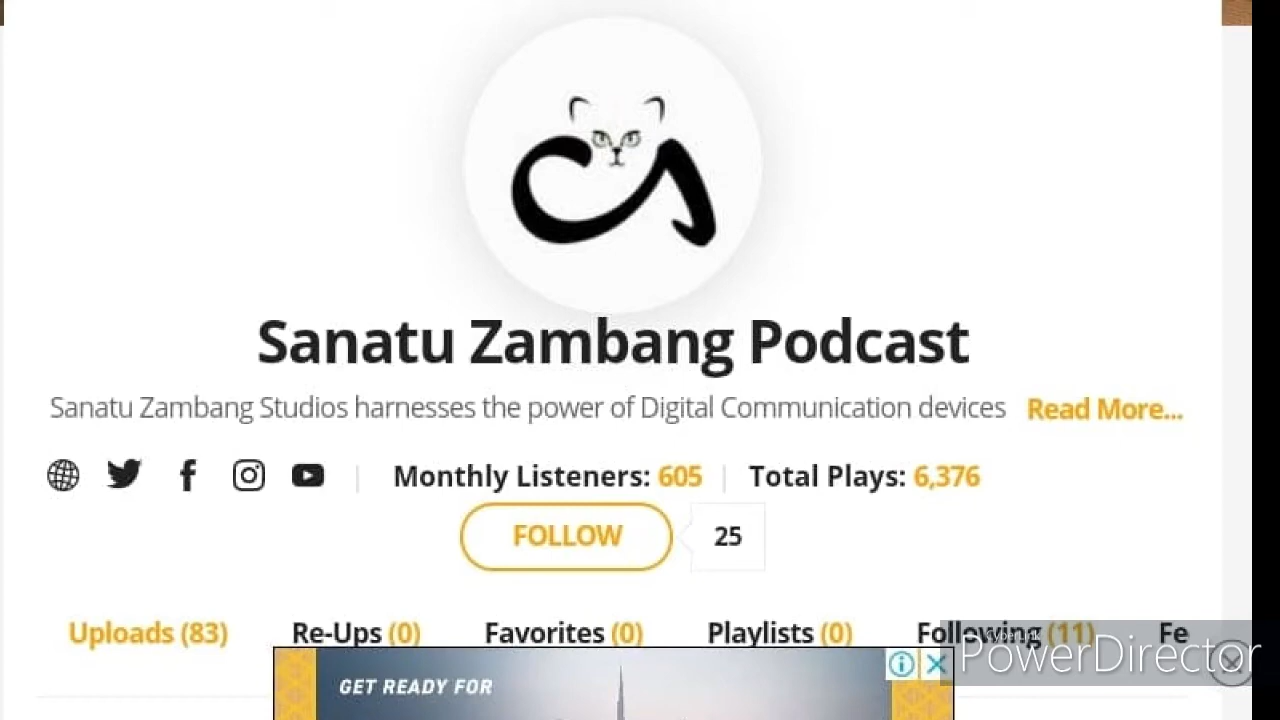 Sanatu Zambang Podcast
Sanatu Zambang Studios harnesses the power of Digital Communication devices Read More...
Monthly Listeners: 605 | Total Plays: 6,376
FOLLOW 25
Uploads (83) Re-Ups (0) Favorites (0) Playlists (0) Following (11) Fe
CyberLink
PowerDirector
GET READY FOR